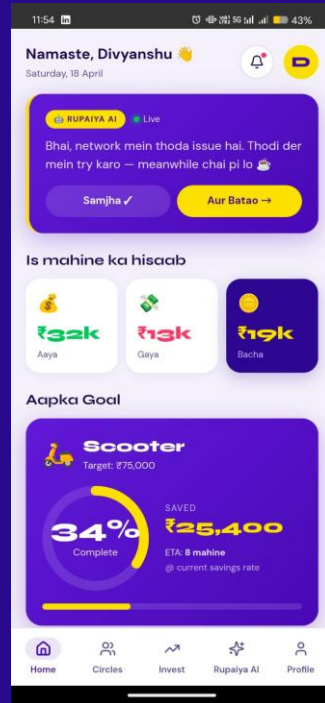 11:54 in 5G 43%
Namaste, Divyanshu 👋
Saturday, 18 April
D
RUPAIYA AI Live
Bhai, network mein thoda issue hai. Thodi der
mein try karo — meanwhile chai pi lo ☕
Samjha ✓ Aur Batao →
Is mahine ka hisaab
₹32k ₹13k ₹19k
Aaya Gaya Bacha
Aapka Goal
Scooter
Target: ₹75,000
34%
Complete
SAVED
₹25,400
ETA: 8 mahine
@ current savings rate
Home Circles Invest Rupaiya AI Profile